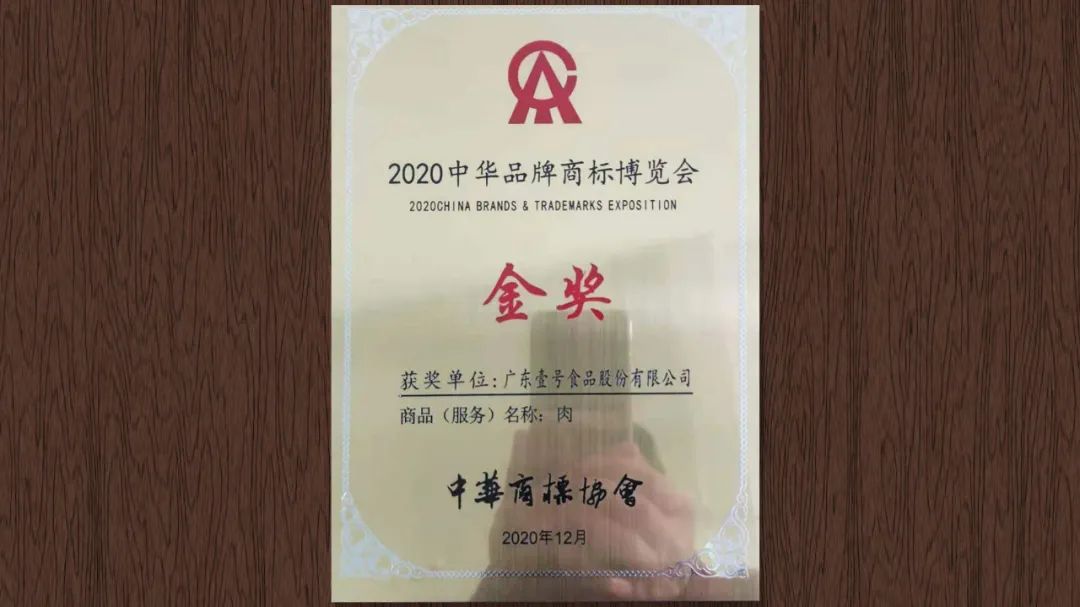 2020中华品牌商标博览会
2020CHINA BRANDS & TRADEMARKS EXPOSITION
金奖
获奖单位:广东壹号食品股份有限公司
商品（服务）名称：肉
中華商標協會
2020年12月